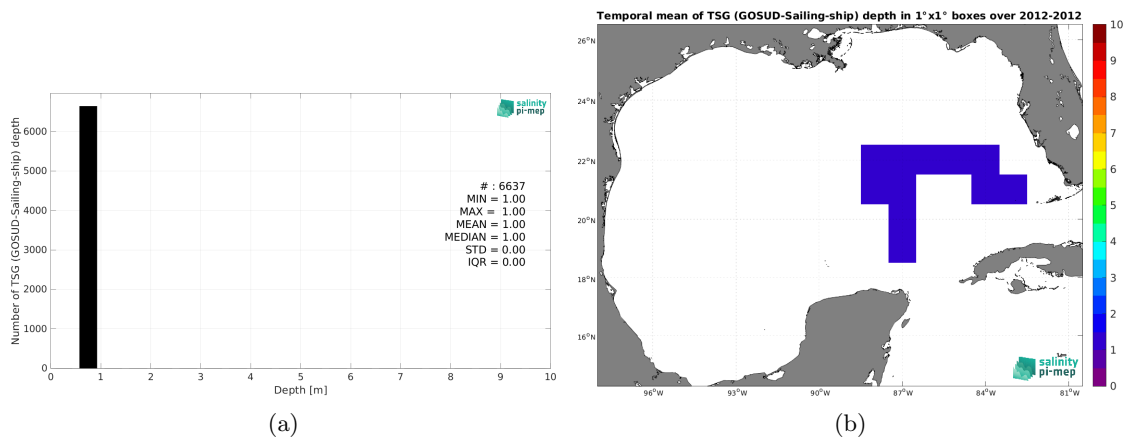 Number of TSG (GOSUD-Sailing-ship) depth
6000
5000
4000
3000
2000
1000
0
salinity
pi-mep
# : 6637
MIN = 1.00
MAX = 1.00
MEAN = 1.00
MEDIAN = 1.00
STD = 0.00
IQR = 0.00
0 1 2 3 4 5 6 7 8 9 10
Depth [m]
(a)
Temporal mean of TSG (GOSUD-Sailing-ship) depth in 1°x1° boxes over 2012-2012
26°N
24°N
22°N
20°N
18°N
16°N
96°W 93°W 90°W 87°W 84°W 81°W
salinity
pi-mep
10
9
8
7
6
5
4
3
2
1
0
(b)